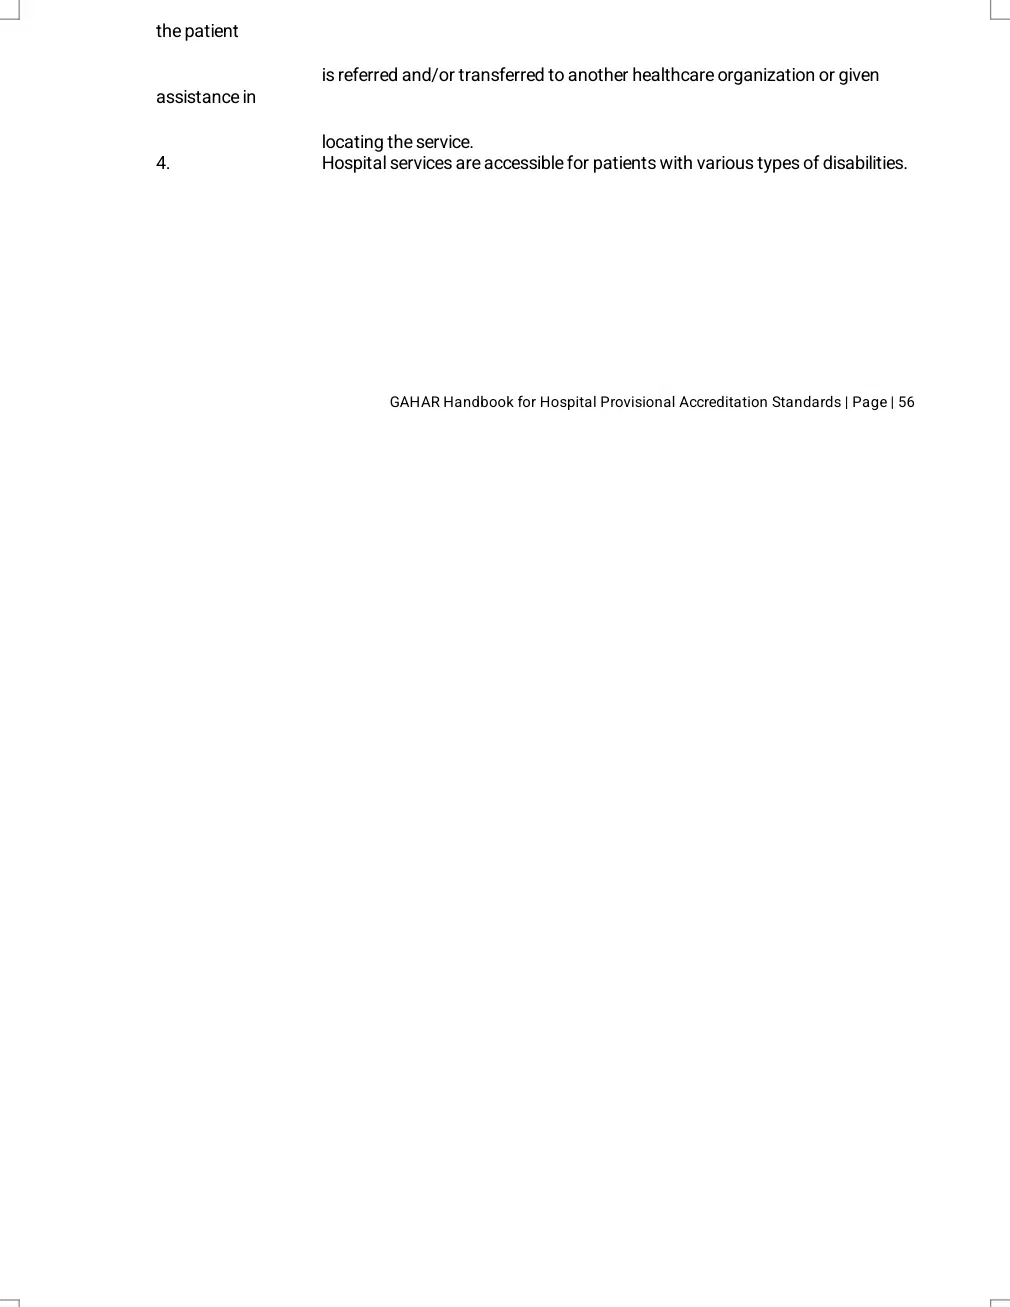 the patient
is referred and/or transferred to another healthcare organization or given
assistance in
locating the service.
4. Hospital services are accessible for patients with various types of disabilities.
GAHAR Handbook for Hospital Provisional Accreditation Standards | Page | 56